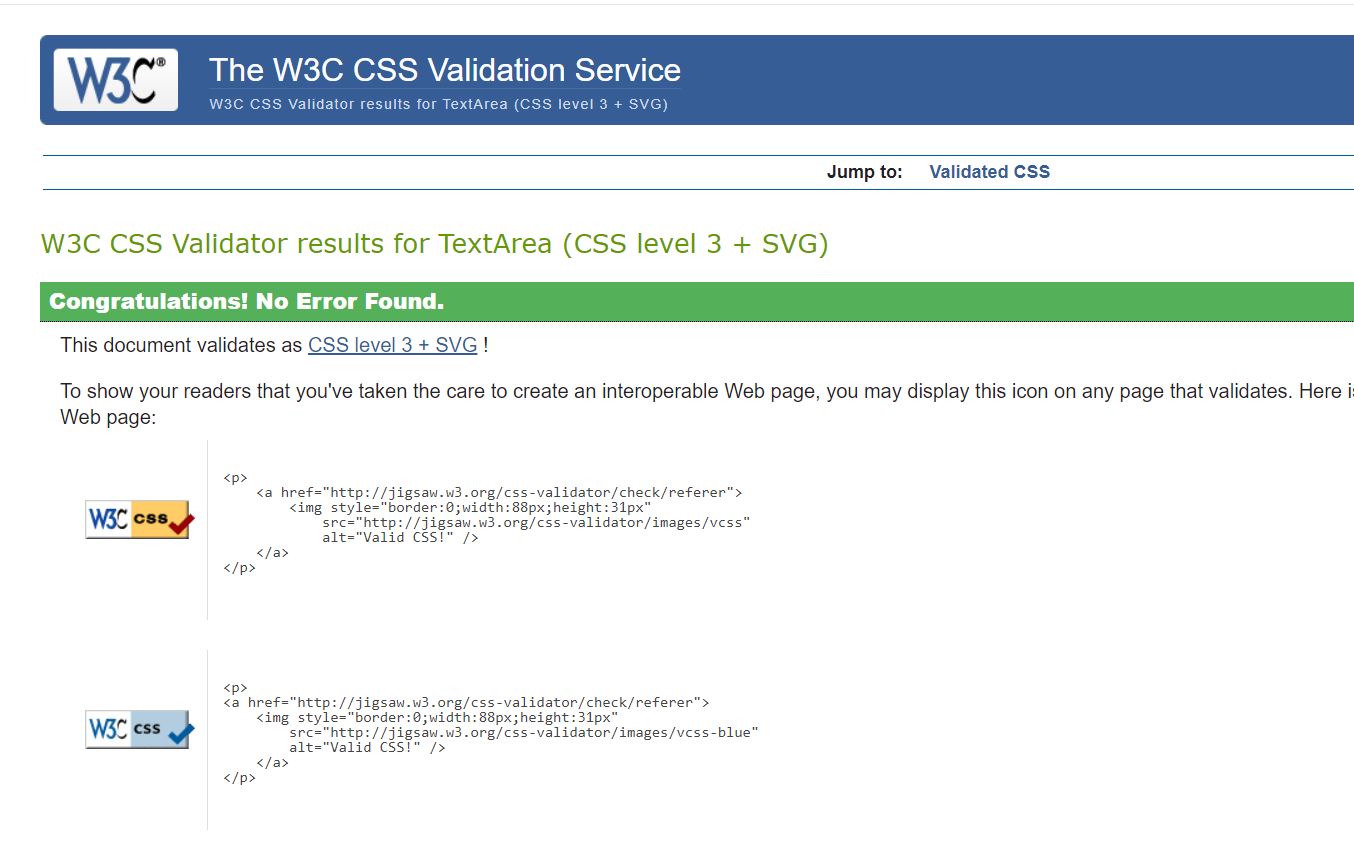 W3C®
The W3C CSS Validation Service
W3C CSS Validator results for TextArea (CSS level 3 + SVG)
Jump to: Validated CSS
W3C CSS Validator results for TextArea (CSS level 3 + SVG)
Congratulations! No Error Found.
This document validates as CSS level 3 + SVG !
To show your readers that you've taken the care to create an interoperable Web page, you may display this icon on any page that validates. Here
Web page:
W3C css
<p>
    <a href="http://jigsaw.w3.org/css-validator/check/referer">
        <img style="border:0;width:88px;height:31px"
            src="http://jigsaw.w3.org/css-validator/images/vcss"
            alt="Valid CSS!" />
    </a>
</p>
W3C css
<p>
<a href="http://jigsaw.w3.org/css-validator/check/referer">
    <img style="border:0;width:88px;height:31px"
        src="http://jigsaw.w3.org/css-validator/images/vcss-blue"
        alt="Valid CSS!" />
    </a>
</p>